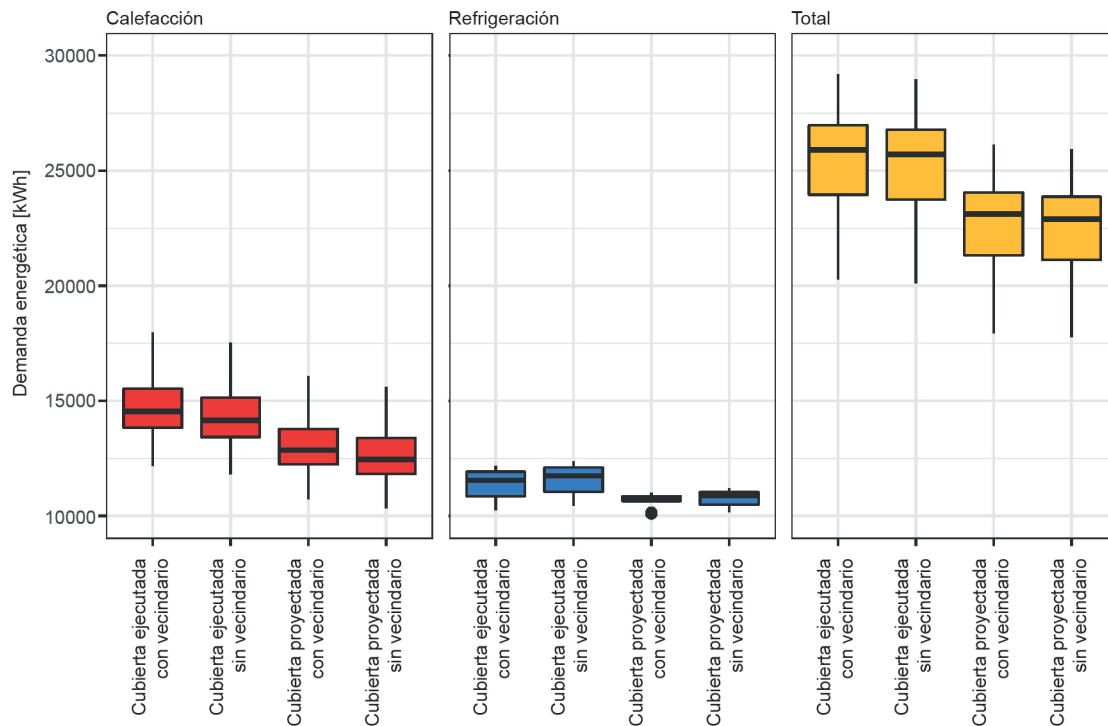 Calefacción
Refrigeración
Total
Demanda energética [kWh]
30000
25000
20000
15000
10000
Cubierta ejecutada
con vecindario
Cubierta ejecutada
sin vecindario
Cubierta proyectada
con vecindario
Cubierta proyectada
sin vecindario
Cubierta ejecutada
con vecindario
Cubierta ejecutada
sin vecindario
Cubierta proyectada
con vecindario
Cubierta proyectada
sin vecindario
Cubierta ejecutada
con vecindario
Cubierta ejecutada
sin vecindario
Cubierta proyectada
con vecindario
Cubierta proyectada
sin vecindario